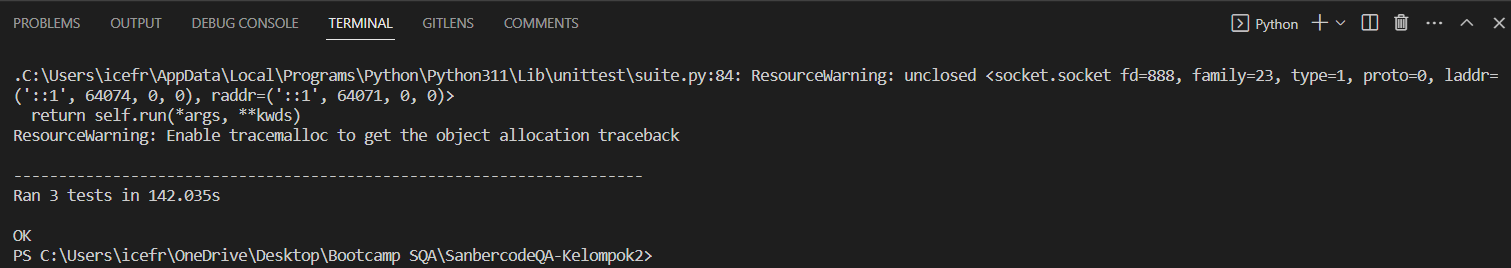 PROBLEMS OUTPUT DEBUG CONSOLE TERMINAL GITLENS COMMENTS Python
.C:\Users\icefr\AppData\Local\Programs\Python\Python311\Lib\unittest\suite.py:84: ResourceWarning: unclosed <socket.socket fd=888, family=23, type=1, proto=0, laddr=
('::1', 64074, 0, 0), raddr=('::1', 64071, 0, 0)>
  return self.run(*args, **kwds)
ResourceWarning: Enable tracemalloc to get the object allocation traceback
----------------------------------------------------------------------
Ran 3 tests in 142.035s
OK
PS C:\Users\icefr\OneDrive\Desktop\Bootcamp SQA\SanbercodeQA-Kelompok2>